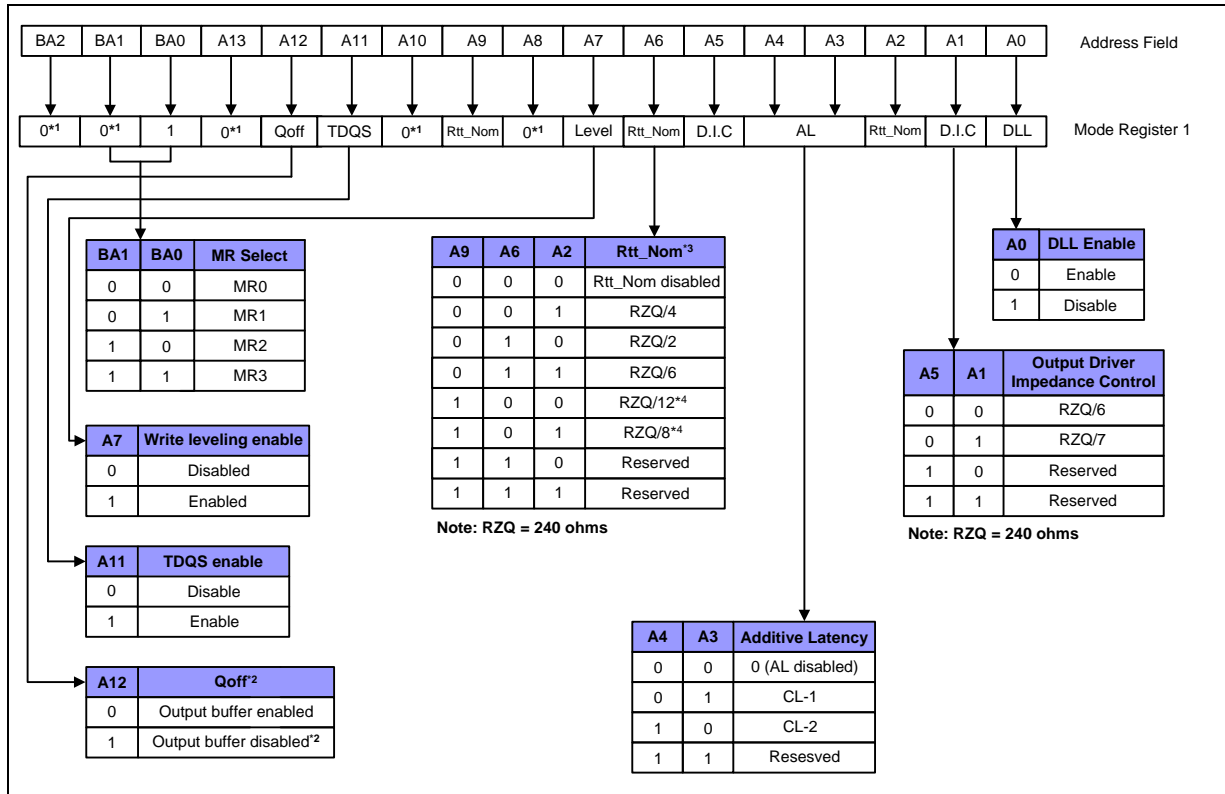 BA2 BA1 BA0 A13 A12 A11 A10 A9 A8 A7 A6 A5 A4 A3 A2 A1 A0 Address Field
0*1 0*1 1 0*1 Qoff TDQS 0*1 Rtt_Nom 0*1 Level Rtt_Nom D.I.C AL Rtt_Nom D.I.C DLL Mode Register 1
BA1 BA0 MR Select
0 0 MR0
0 1 MR1
1 0 MR2
1 1 MR3
A7 Write leveling enable
0 Disabled
1 Enabled
A11 TDQS enable
0 Disable
1 Enable
A12 Qoff*2
0 Output buffer enabled
1 Output buffer disabled*2
A9 A6 A2 Rtt_Nom*3
0 0 0 Rtt_Nom disabled
0 0 1 RZQ/4
0 1 0 RZQ/2
0 1 1 RZQ/6
1 0 0 RZQ/12*4
1 0 1 RZQ/8*4
1 1 0 Reserved
1 1 1 Reserved
Note: RZQ = 240 ohms
A4 A3 Additive Latency
0 0 0 (AL disabled)
0 1 CL-1
1 0 CL-2
1 1 Resesved
A0 DLL Enable
0 Enable
1 Disable
A5 A1 Output Driver
Impedance Control
0 0 RZQ/6
0 1 RZQ/7
1 0 Reserved
1 1 Reserved
Note: RZQ = 240 ohms